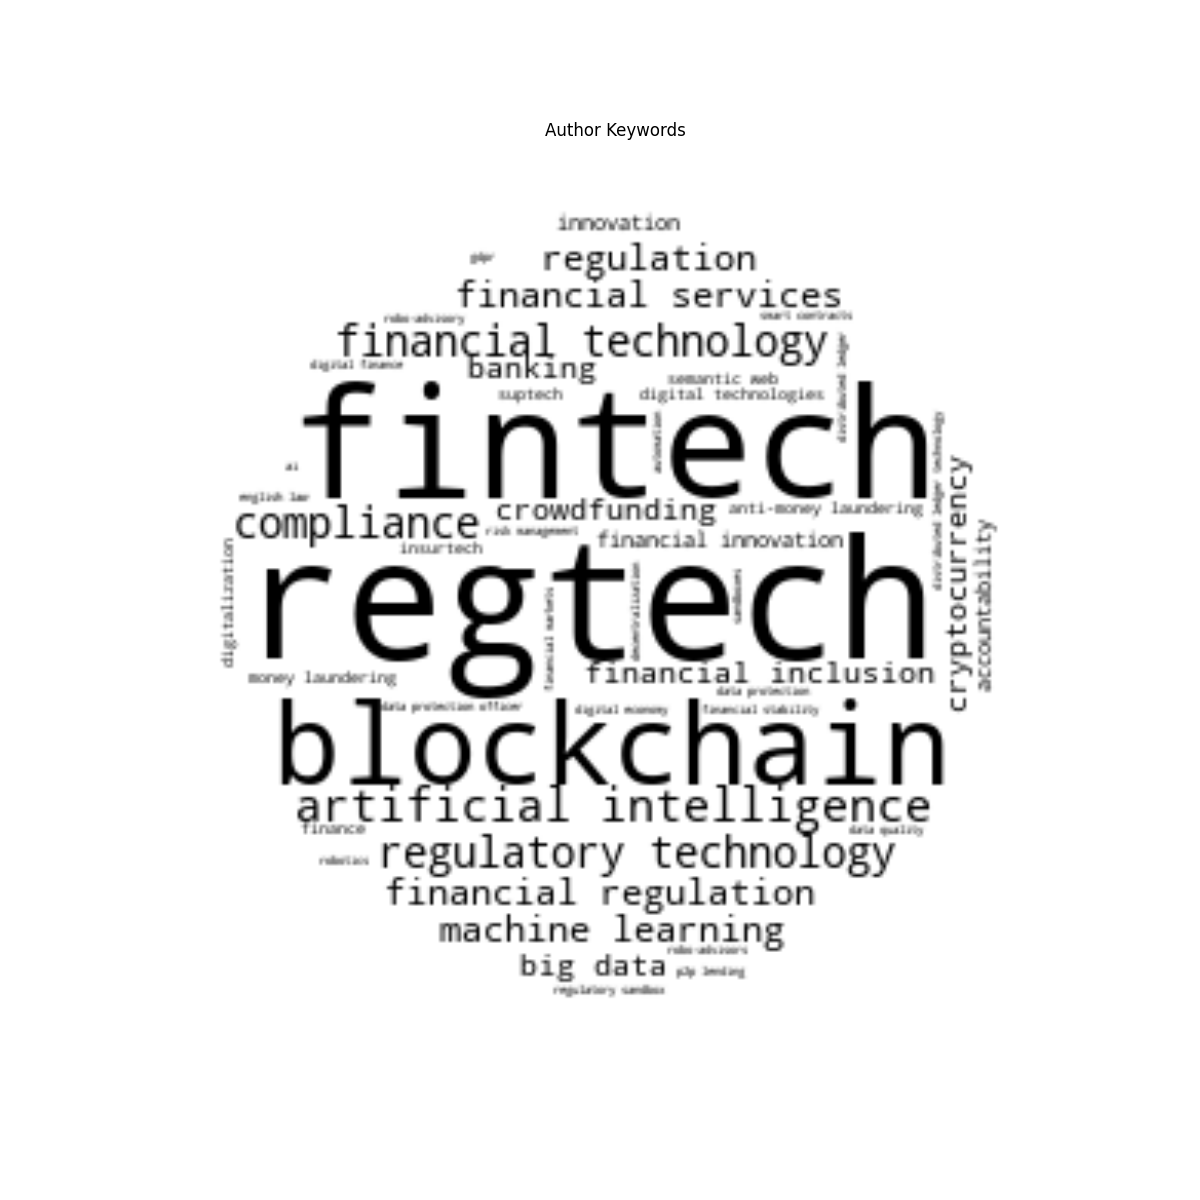 Author Keywords
innovation
gdpr
regulation
financial services
robo-advisory
smart contracts
financial technology
digital finance
banking
semantic web
suptech
digital technologies
distributed ledger
fintech
automation
ai
english law
distributed ledger technology
compliance
crowdfunding
anti-money laundering
cryptocurrency
risk management
financial innovation
insurtech
accountability
digitalization
regtech
financial markets
decentralization
sandboxes
financial inclusion
money laundering
data protection
data protection officer
digital economy
financial stability
blockchain
artificial intelligence
finance
data quality
robotics
regulatory technology
financial regulation
machine learning
robo-advisors
big data
p2p lending
regulatory sandbox